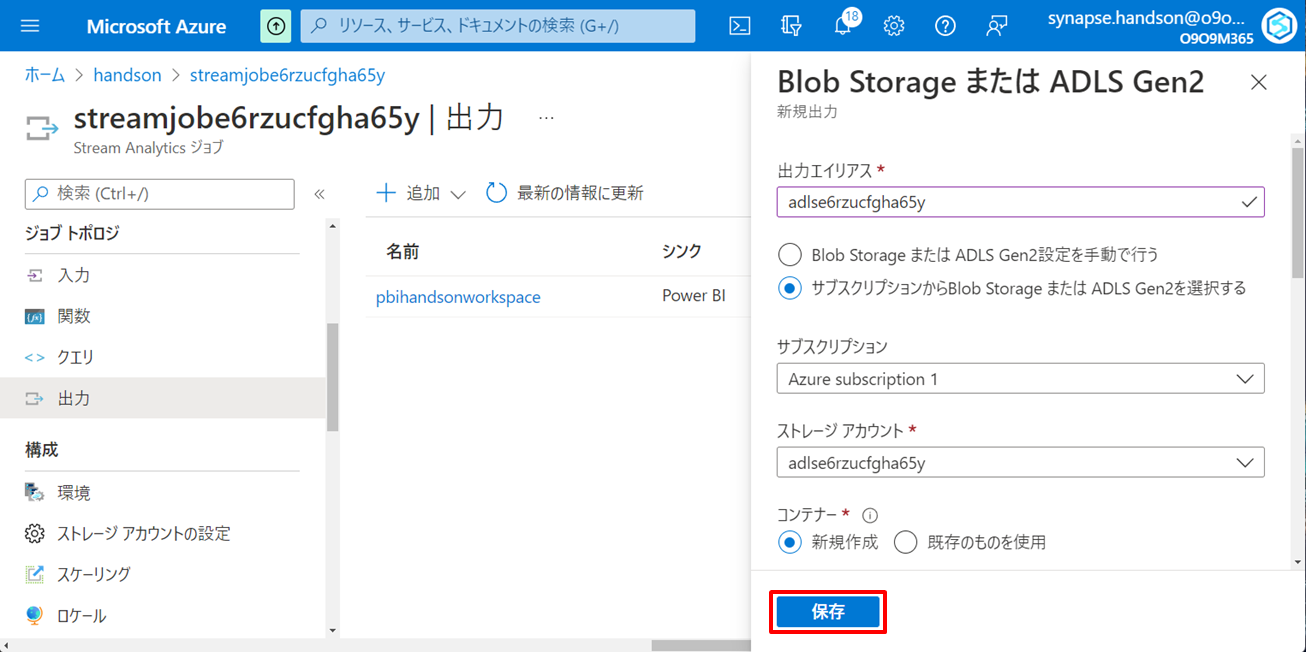 Microsoft Azure
リソース、サービス、ドキュメントの検索 (G+/)
18
synapse.handson@o9o...
O9O9M365
ホーム > handson > streamjobe6rzucfgha65y
streamjobe6rzucfgha65y | 出力 ...
Stream Analytics ジョブ
検索 (Ctrl+/)
«
ジョブ トポロジ
入力
関数
クエリ
出力
構成
環境
ストレージ アカウントの設定
スケーリング
ロケール
追加
最新の情報に更新
名前 シンク
pbihandsonworkspace Power BI
Blob Storage または ADLS Gen2
新規出力
出力エイリアス *
adlse6rzucfgha65y
Blob Storage または ADLS Gen2設定を手動で行う
サブスクリプションからBlob Storage または ADLS Gen2を選択する
サブスクリプション
Azure subscription 1
ストレージ アカウント *
adlse6rzucfgha65y
コンテナー *
新規作成 既存のものを使用
保存